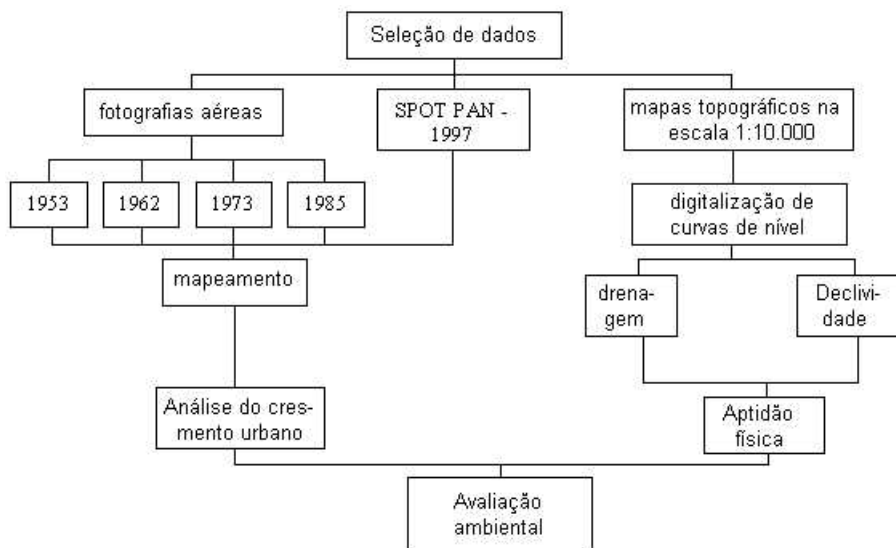 Seleção de dados
fotografias aéreas
SPOT PAN -
1997
mapas topográficos na
escala 1:10.000
1953
1962
1973
1985
digitalização de
curvas de nível
mapeamento
drena-
gem
Declivi-
dade
Análise do cres-
mento urbano
Aptidão
física
Avaliação
ambiental